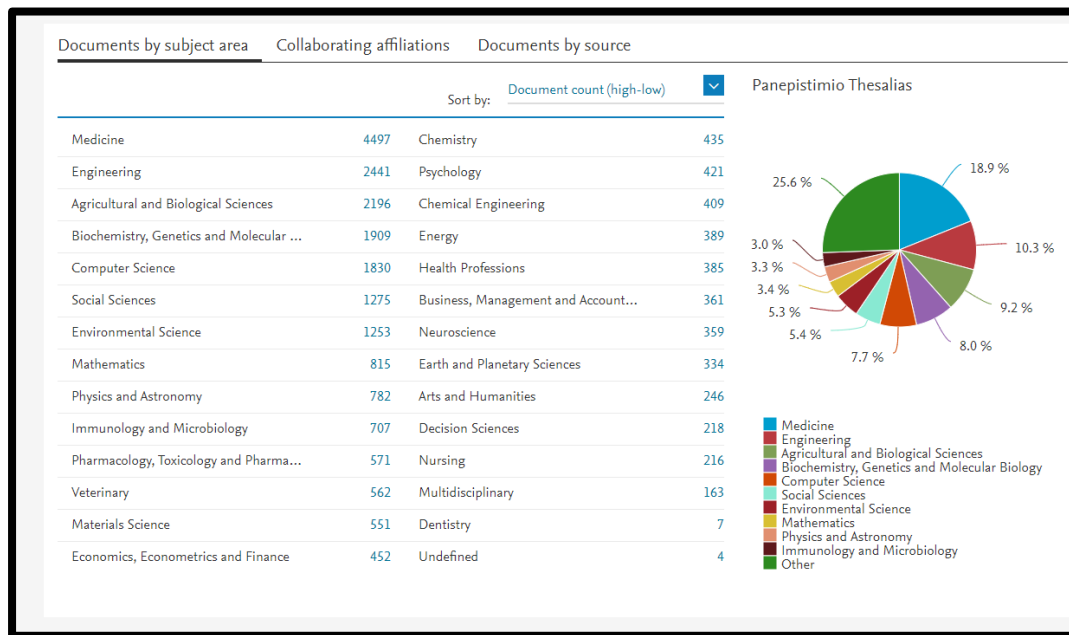 Documents by subject area Collaborating affiliations Documents by source
Sort by: Document count (high-low)
Medicine 4497 Chemistry 435
Engineering 2441 Psychology 421
Agricultural and Biological Sciences 2196 Chemical Engineering 409
Biochemistry, Genetics and Molecular ... 1909 Energy 389
Computer Science 1830 Health Professions 385
Social Sciences 1275 Business, Management and Account... 361
Environmental Science 1253 Neuroscience 359
Mathematics 815 Earth and Planetary Sciences 334
Physics and Astronomy 782 Arts and Humanities 246
Immunology and Microbiology 707 Decision Sciences 218
Pharmacology, Toxicology and Pharma... 571 Nursing 216
Veterinary 562 Multidisciplinary 163
Materials Science 551 Dentistry 7
Economics, Econometrics and Finance 452 Undefined 4
Panepistimio Thesalias
18.9 %
25.6 %
3.0 %
10.3 %
3.3 %
3.4 %
5.3 %
9.2 %
5.4 %
8.0 %
7.7 %
Medicine
Engineering
Agricultural and Biological Sciences
Biochemistry, Genetics and Molecular Biology
Computer Science
Social Sciences
Environmental Science
Mathematics
Physics and Astronomy
Immunology and Microbiology
Other